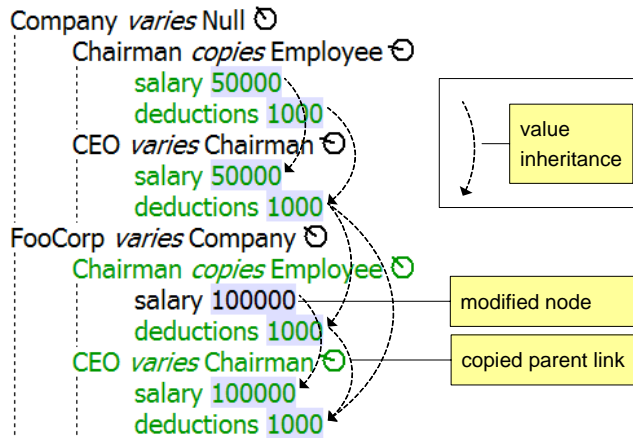 Company varies Null
Chairman copies Employee
salary 50000
deductions 1000
CEO varies Chairman
salary 50000
deductions 1000
FooCorp varies Company
Chairman copies Employee
salary 100000
deductions 1000
CEO varies Chairman
salary 100000
deductions 1000
value
inheritance
modified node
copied parent link